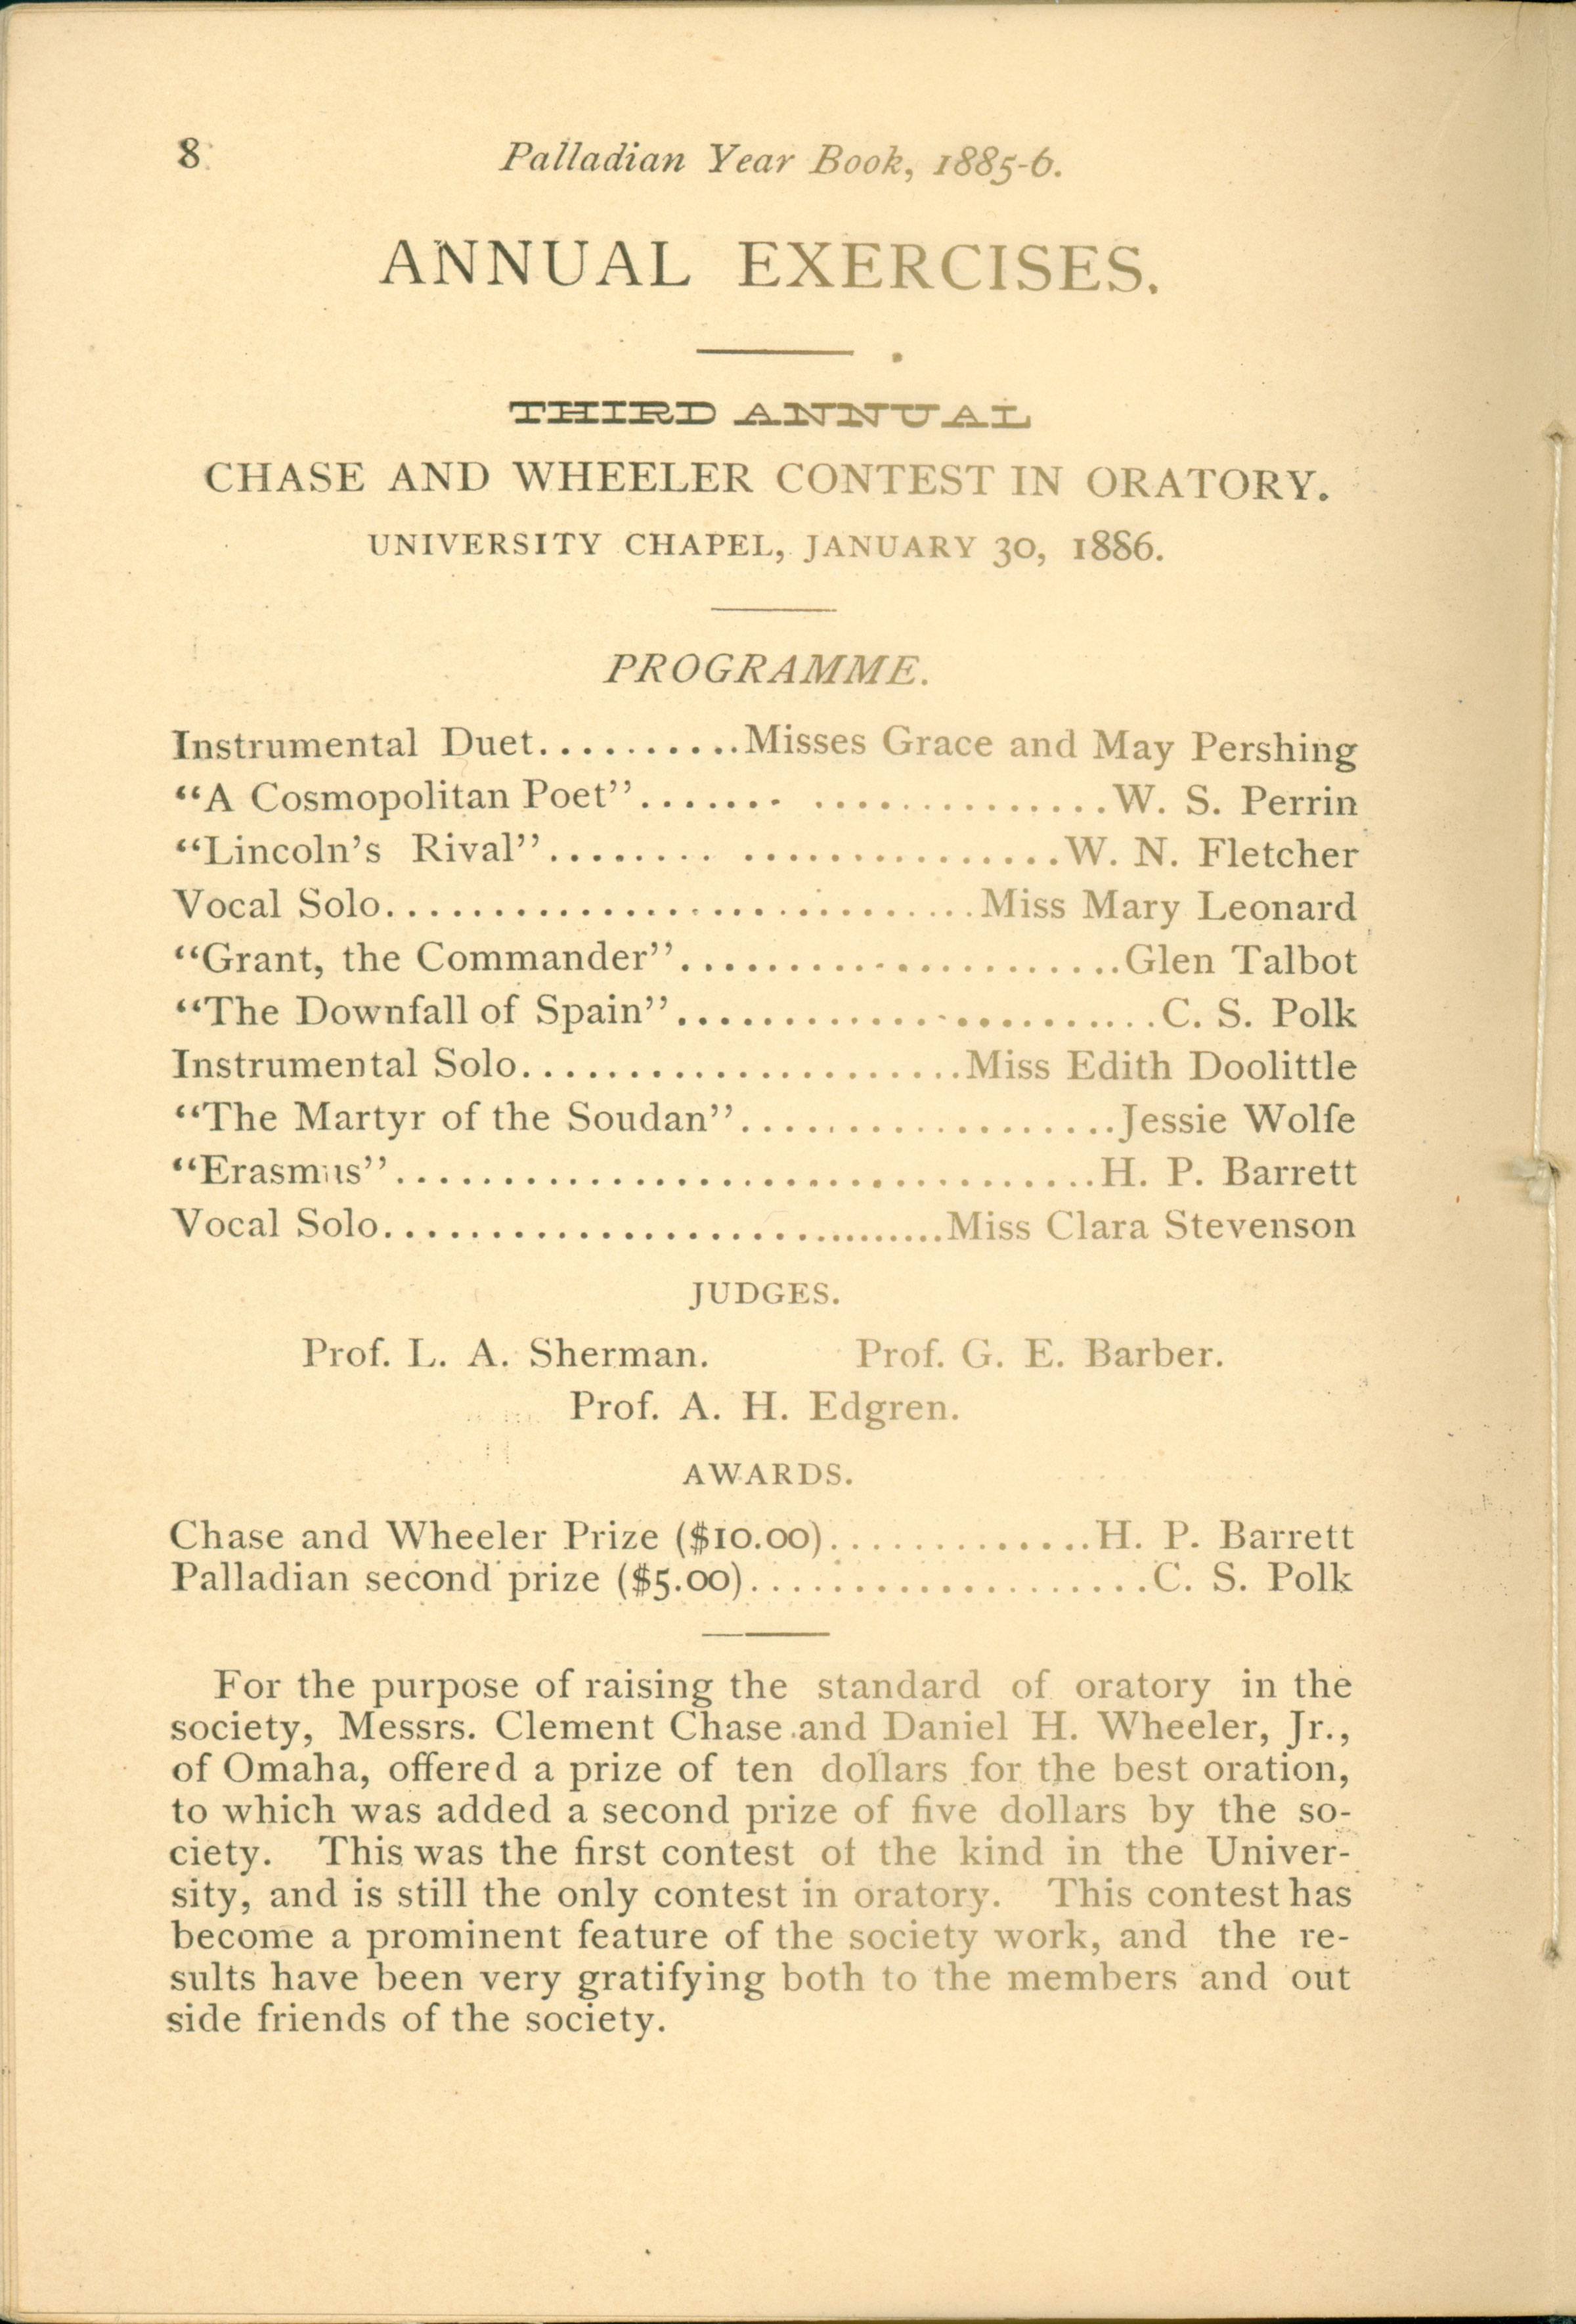 8 Palladian Year Book, 1885-6.
ANNUAL EXERCISES.
THIRD ANNUAL
CHASE AND WHEELER CONTEST IN ORATORY.
UNIVERSITY CHAPEL, JANUARY 30, 1886.
PROGRAMME.
Instrumental Duet..........Misses Grace and May Pershing
“A Cosmopolitan Poet”....... ..............W. S. Perrin
“Lincoln’s Rival”........ ...............W. N. Fletcher
Vocal Solo............................Miss Mary Leonard
“Grant, the Commander”.....................Glen Talbot
“The Downfall of Spain”.......................C. S. Polk
Instrumental Solo.....................Miss Edith Doolittle
“The Martyr of the Soudan”..................Jessie Wolfe
“Erasmus”.................................H. P. Barrett
Vocal Solo..............................Miss Clara Stevenson
JUDGES.
Prof. L. A. Sherman. Prof. G. E. Barber.
Prof. A. H. Edgren.
AWARDS.
Chase and Wheeler Prize ($10.00).............H. P. Barrett
Palladian second prize ($5.00)...................C. S. Polk
For the purpose of raising the standard of oratory in the
society, Messrs. Clement Chase and Daniel H. Wheeler, Jr.,
of Omaha, offered a prize of ten dollars for the best oration,
to which was added a second prize of five dollars by the so-
ciety. This was the first contest of the kind in the Univer-
sity, and is still the only contest in oratory. This contest has
become a prominent feature of the society work, and the re-
sults have been very gratifying both to the members and out
side friends of the society.